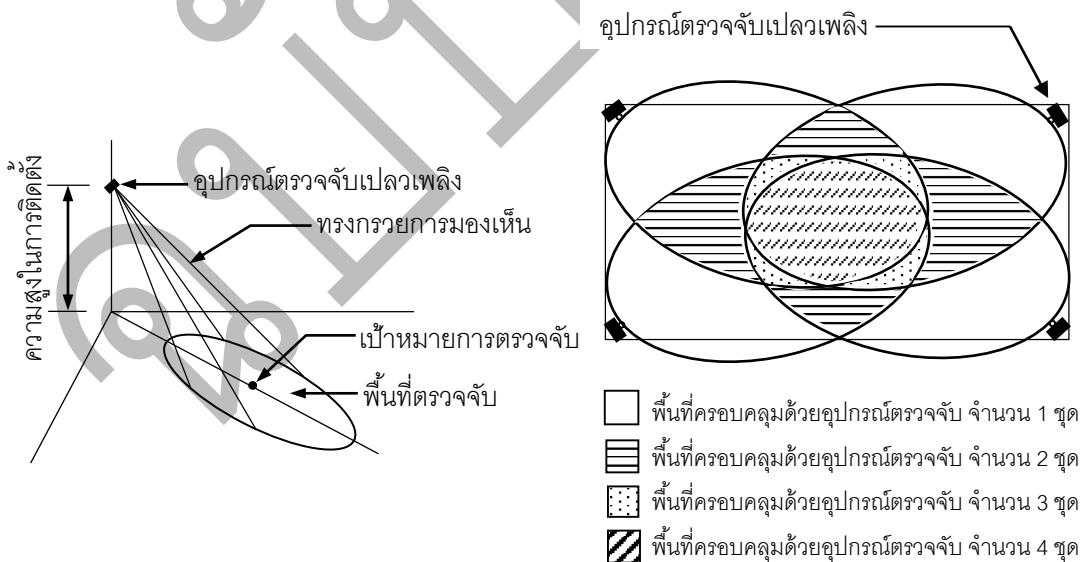 อุปกรณ์ตรวจจับเปลวเพลิง
ความสูงในการติดตั้ง
อุปกรณ์ตรวจจับเปลวเพลิง
ทรงกรวยการมองเห็น
เป้าหมายการตรวจจับ
พื้นที่ตรวจจับ
พื้นที่ครอบคลุมด้วยอุปกรณ์ตรวจจับ จำนวน 1 ชุด
พื้นที่ครอบคลุมด้วยอุปกรณ์ตรวจจับ จำนวน 2 ชุด
พื้นที่ครอบคลุมด้วยอุปกรณ์ตรวจจับ จำนวน 3 ชุด
พื้นที่ครอบคลุมด้วยอุปกรณ์ตรวจจับ จำนวน 4 ชุด